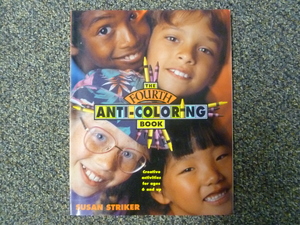 THE
FOURTH
ANTI-COLORING
BOOK
Creative
activities
for ages
6 and up
SUSAN STRIKER